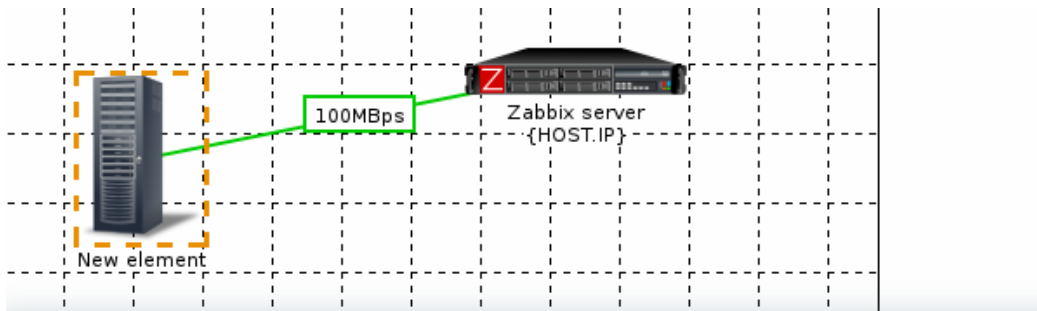 Z
100MBps
Zabbix server
{HOST.IP}
New element